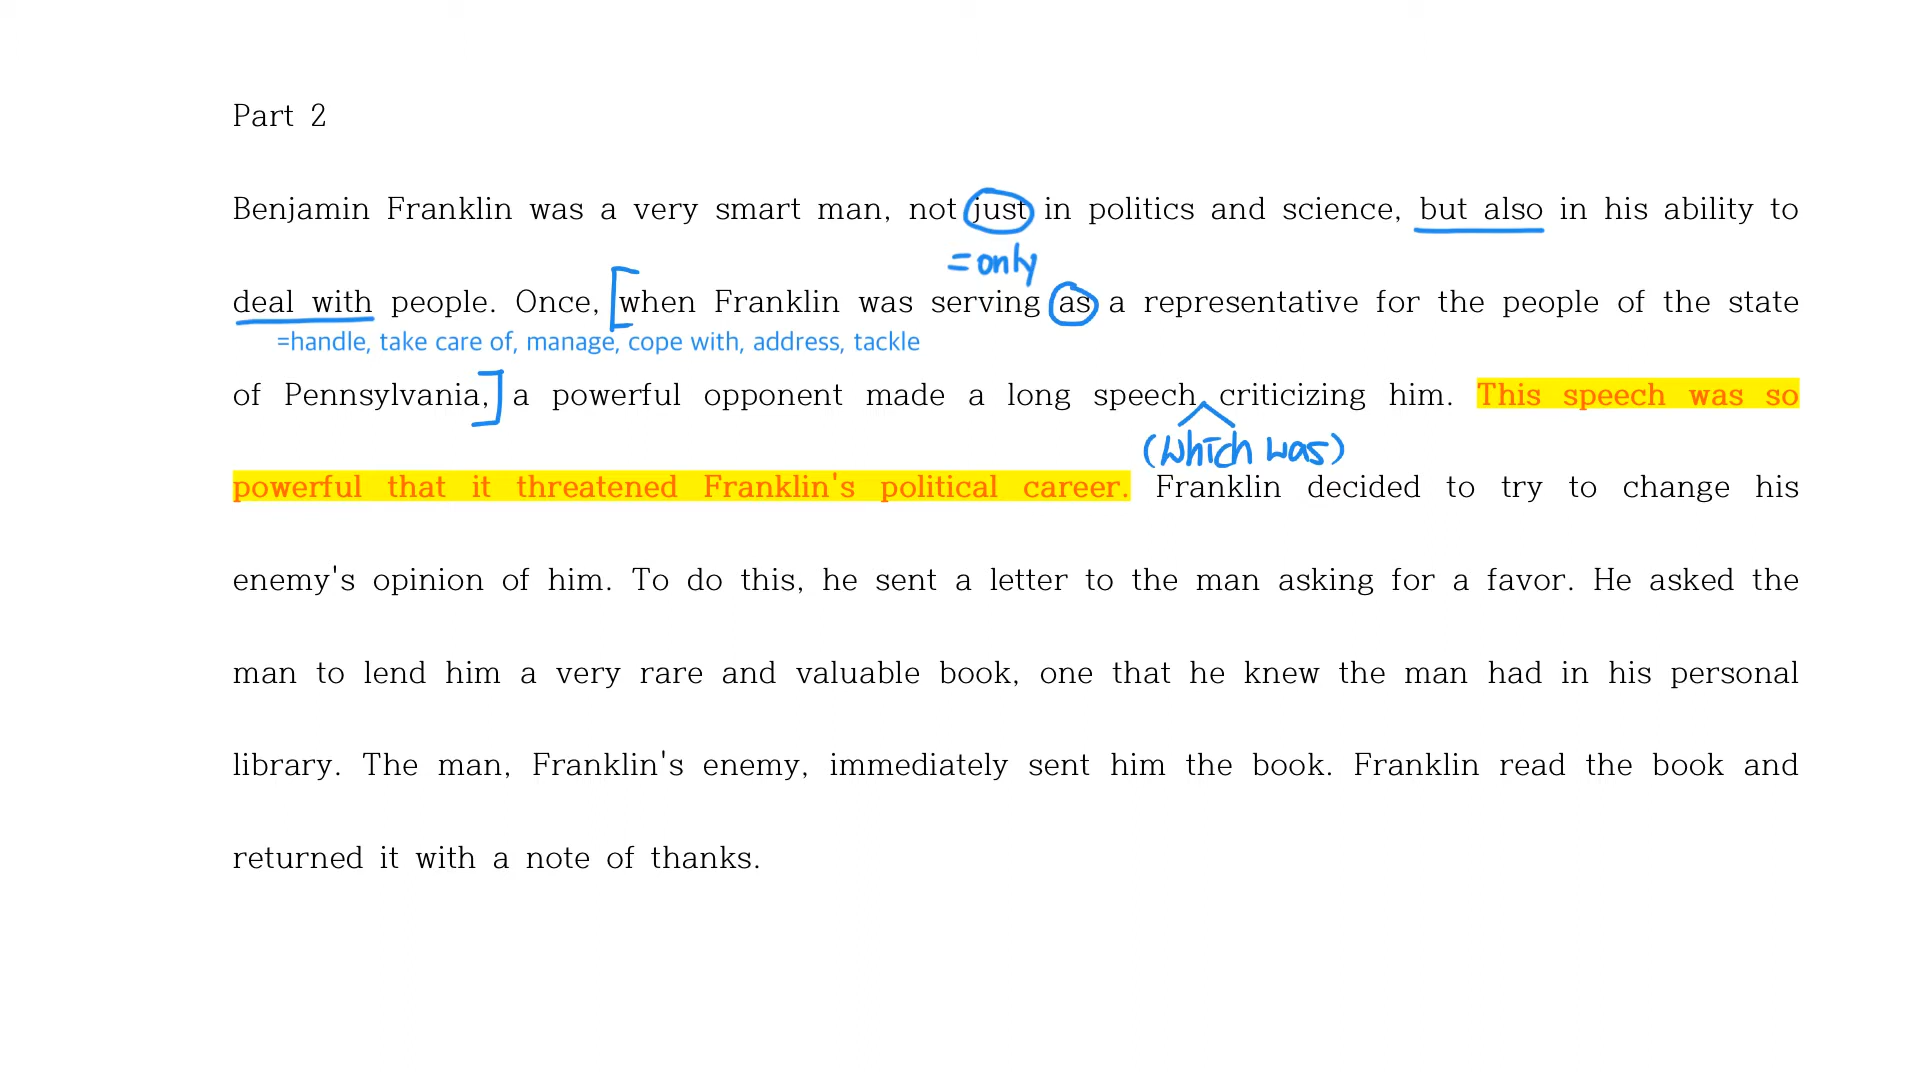 Part 2
Benjamin Franklin was a very smart man, not just in politics and science, but also in his ability to
=only
deal with people. Once, [when Franklin was serving as a representative for the people of the state
=handle, take care of, manage, cope with, address, tackle
of Pennsylvania,] a powerful opponent made a long speech criticizing him. This speech was so
(which was)
powerful that it threatened Franklin's political career. Franklin decided to try to change his
enemy's opinion of him. To do this, he sent a letter to the man asking for a favor. He asked the
man to lend him a very rare and valuable book, one that he knew the man had in his personal
library. The man, Franklin's enemy, immediately sent him the book. Franklin read the book and
returned it with a note of thanks.